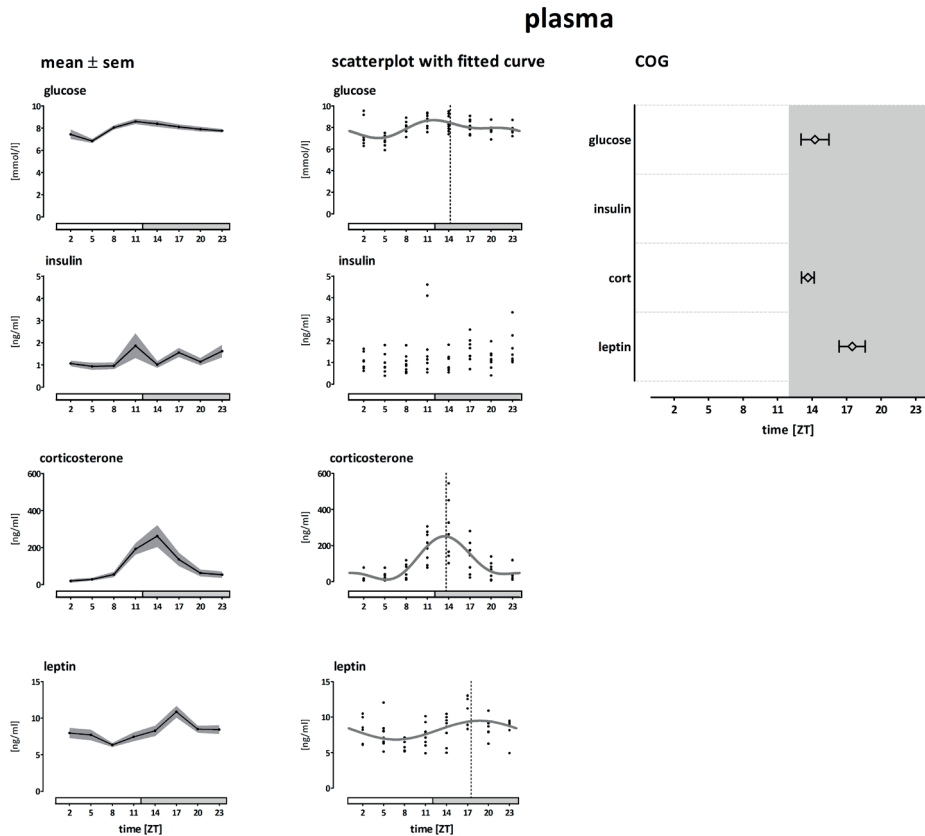 plasma
mean ± sem
scatterplot with fitted curve
COG
glucose
10
8
6
4
2
0
[mmol/l]
2 5 8 11 14 17 20 23
glucose
10
8
6
4
2
0
[mmol/l]
2 5 8 11 14 17 20 23
glucose
insulin
cort
leptin
2 5 8 11 14 17 20 23
time [ZT]
insulin
5
4
3
2
1
0
[ng/ml]
2 5 8 11 14 17 20 23
insulin
5
4
3
2
1
0
[ng/ml]
2 5 8 11 14 17 20 23
corticosterone
600
400
200
0
[ng/ml]
2 5 8 11 14 17 20 23
corticosterone
600
400
200
0
[ng/ml]
2 5 8 11 14 17 20 23
leptin
15
10
5
0
[ng/ml]
2 5 8 11 14 17 20 23
time [ZT]
leptin
15
10
5
0
[ng/ml]
2 5 8 11 14 17 20 23
time [ZT]